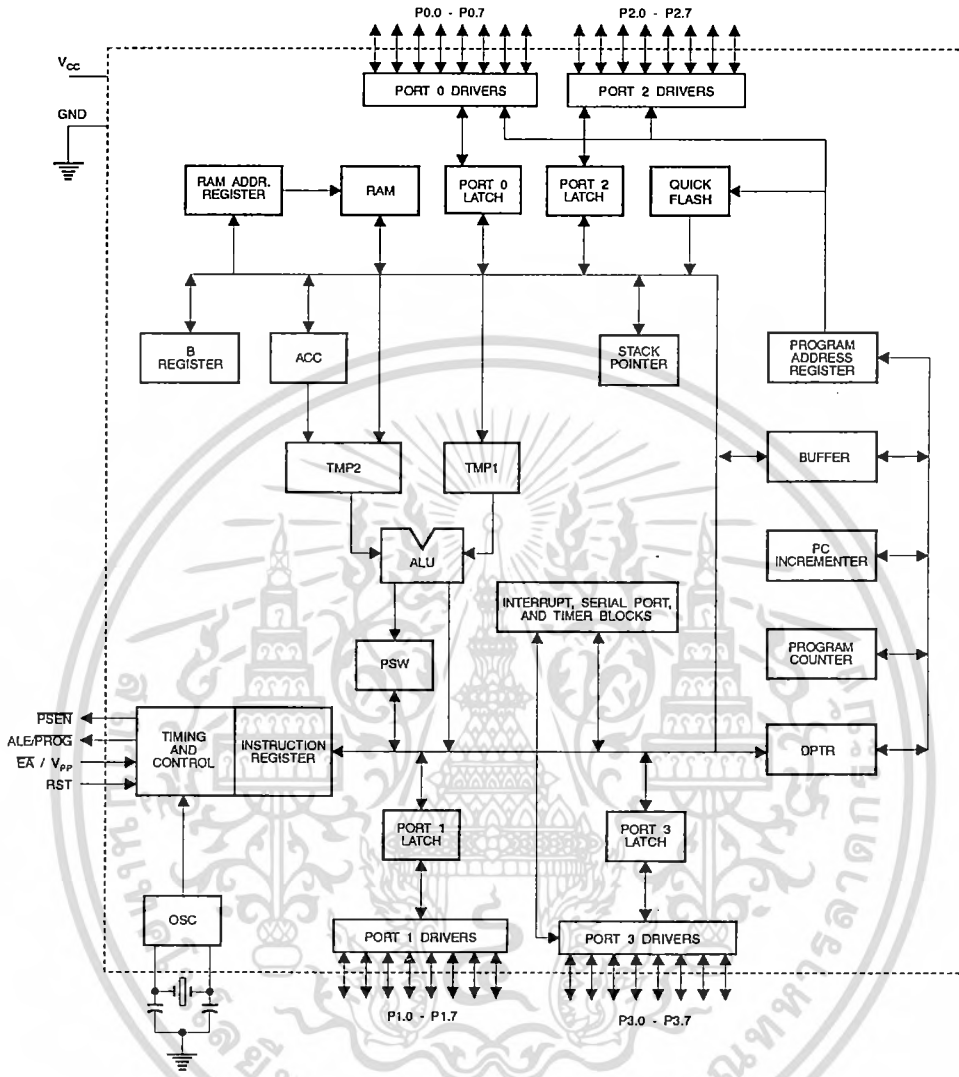 P0.0 - P0.7
P2.0 - P2.7
V_CC
GND
PORT 0 DRIVERS
PORT 2 DRIVERS
RAM ADDR.
REGISTER
RAM
PORT 0
LATCH
PORT 2
LATCH
QUICK
FLASH
B
REGISTER
ACC
STACK
POINTER
PROGRAM
ADDRESS
REGISTER
TMP2
TMP1
BUFFER
ALU
PC
INCREMENTER
INTERRUPT, SERIAL PORT,
AND TIMER BLOCKS
PROGRAM
COUNTER
PSW
PSEN
ALE/PROG
EA / V_PP
RST
TIMING
AND
CONTROL
INSTRUCTION
REGISTER
DPTR
PORT 1
LATCH
PORT 3
LATCH
OSC
PORT 1 DRIVERS
PORT 3 DRIVERS
P1.0 - P1.7
P3.0 - P3.7